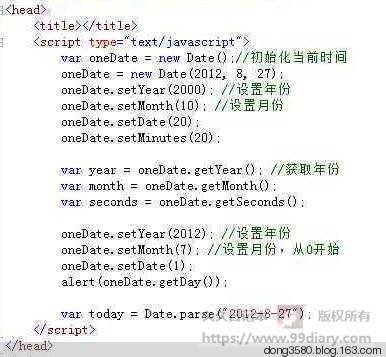 <head>
<title></title>
<script type="text/javascript">
var oneDate = new Date();//初始化当前时间
oneDate = new Date(2012, 8, 27);
oneDate.setYear(2000); //设置年份
oneDate.setMonth(10); //设置月份
oneDate.setDate(20);
oneDate.setMinutes(20);
var year = oneDate.getYear(); //获取年份
var month = oneDate.getMonth();
var seconds = oneDate.getSeconds();
oneDate.setYear(2012); //设置年份
oneDate.setMonth(7); //设置月份，从0开始
oneDate.setDate(1);
alert(oneDate.getDay());
var today = Date.parse("2012-8-27");
版权所有
</script>
www.99diary.com
</head>
dong3580.blog.163.com